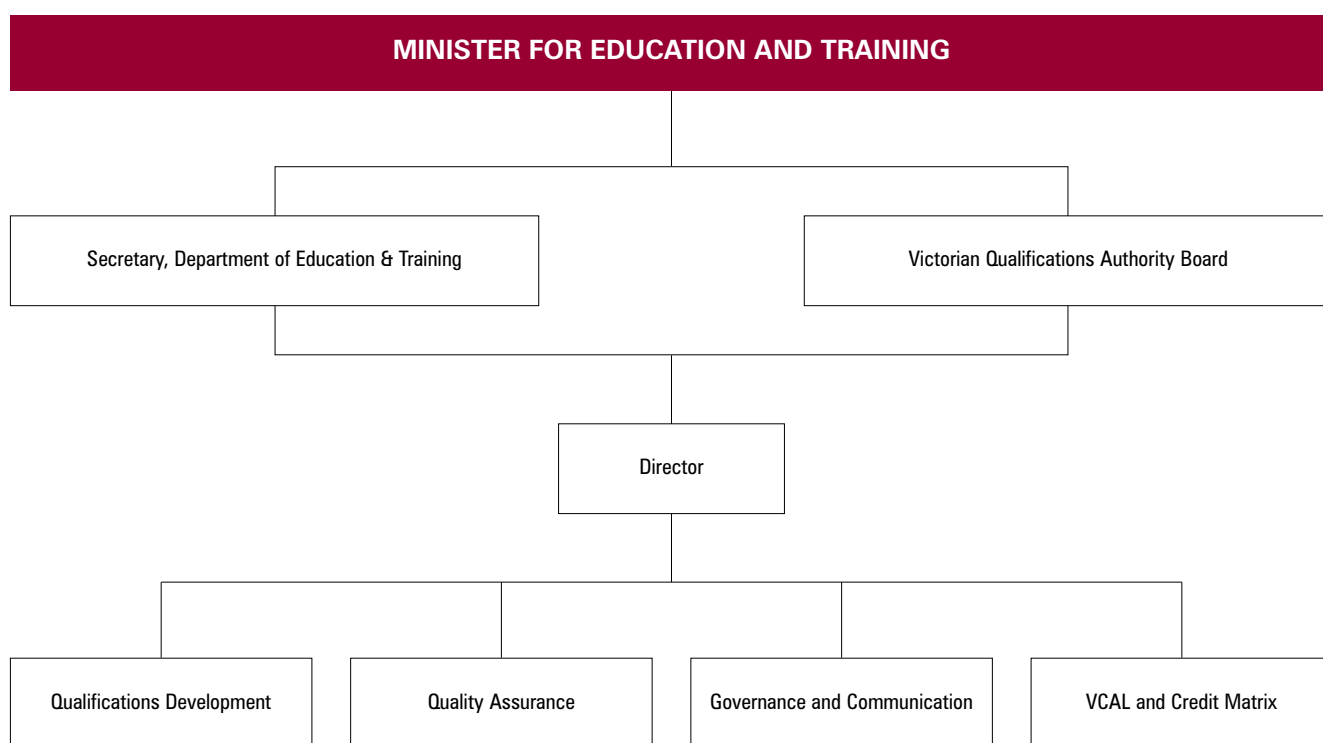 MINISTER FOR EDUCATION AND TRAINING
Secretary, Department of Education & Training
Victorian Qualifications Authority Board
Director
Qualifications Development
Quality Assurance
Governance and Communication
VCAL and Credit Matrix